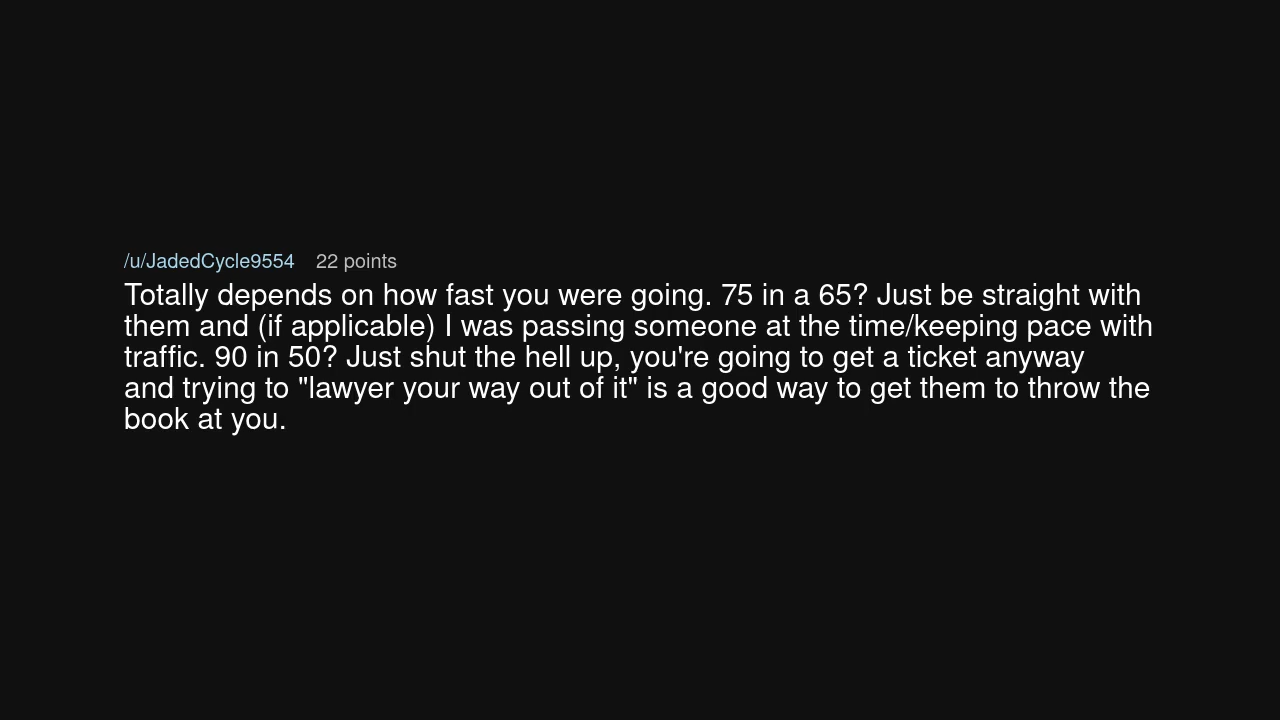 /u/JadedCycle9554 22 points
Totally depends on how fast you were going. 75 in a 65? Just be straight with
them and (if applicable) I was passing someone at the time/keeping pace with
traffic. 90 in 50? Just shut the hell up, you're going to get a ticket anyway
and trying to "lawyer your way out of it" is a good way to get them to throw the
book at you.